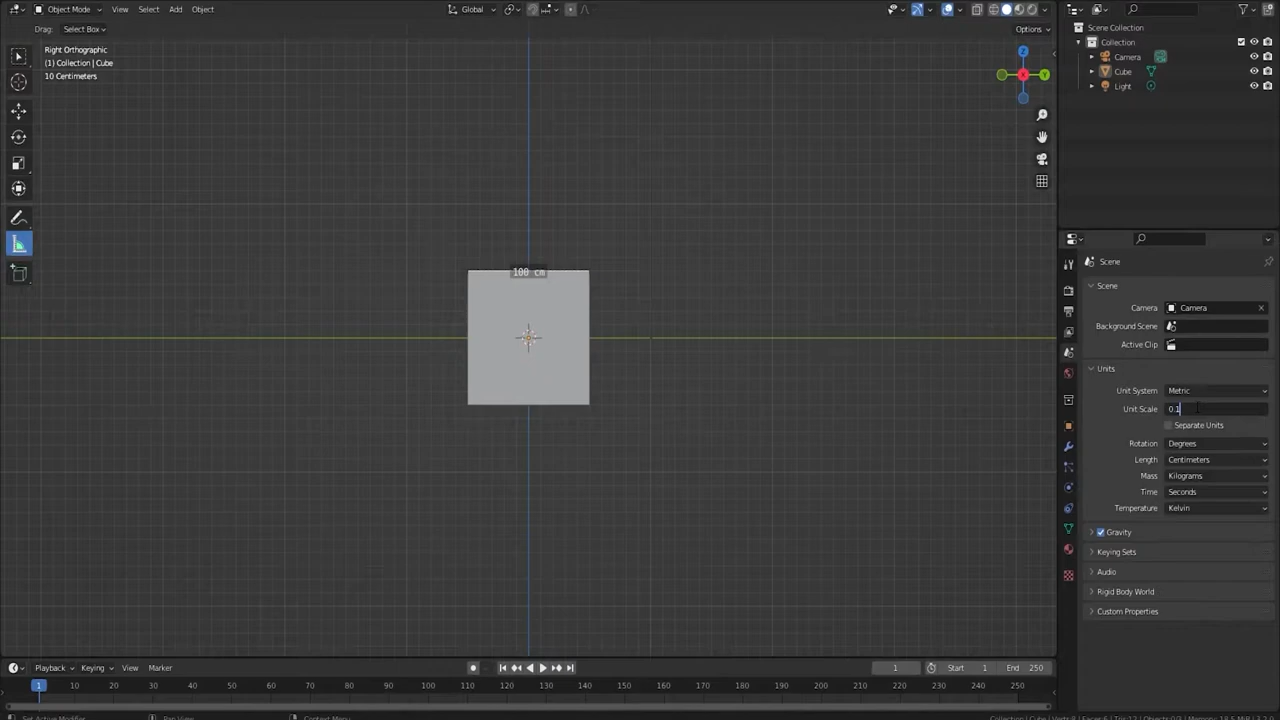 Object Mode View Select Add Object Global Options
Drag: Select Box
Right Orthographic
(1) Collection | Cube
10 Centimeters
Z
X
Y
100 cm
Scene Collection
Collection
Camera
Cube
Light
Scene
Scene
Camera Camera
Background Scene
Active Clip
Units
Unit System Metric
Unit Scale 0.1
Separate Units
Rotation Degrees
Length Centimeters
Mass Kilograms
Time Seconds
Temperature Kelvin
Gravity
Keying Sets
Audio
Rigid Body World
Custom Properties
Playback Keying View Marker 1 Start 1 End 250
1 10 20 30 40 50 60 70 80 90 100 110 120 130 140 150 160 170 180 190 200 210 220 230 240 250